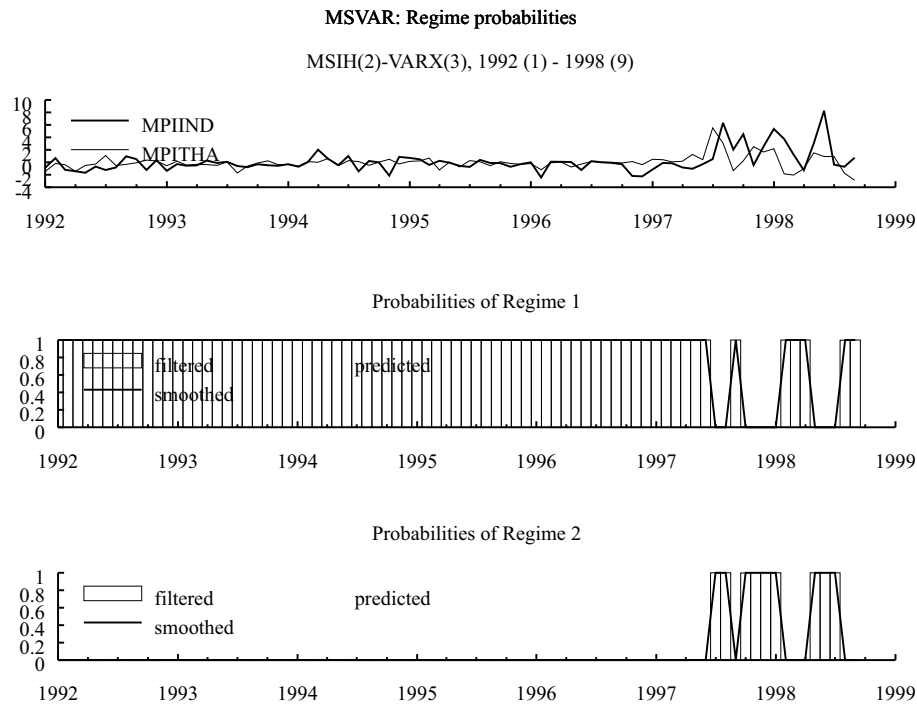 MSVAR: Regime probabilities
MSIH(2)-VARX(3), 1992 (1) - 1998 (9)
10
8
6
4
2
0
-2
-4
MPIIND
MPITHA
1992 1993 1994 1995 1996 1997 1998 1999
Probabilities of Regime 1
1
0.8
0.6
0.4
0.2
0
filtered predicted
smoothed
1992 1993 1994 1995 1996 1997 1998 1999
Probabilities of Regime 2
1
0.8
0.6
0.4
0.2
0
filtered predicted
smoothed
1992 1993 1994 1995 1996 1997 1998 1999